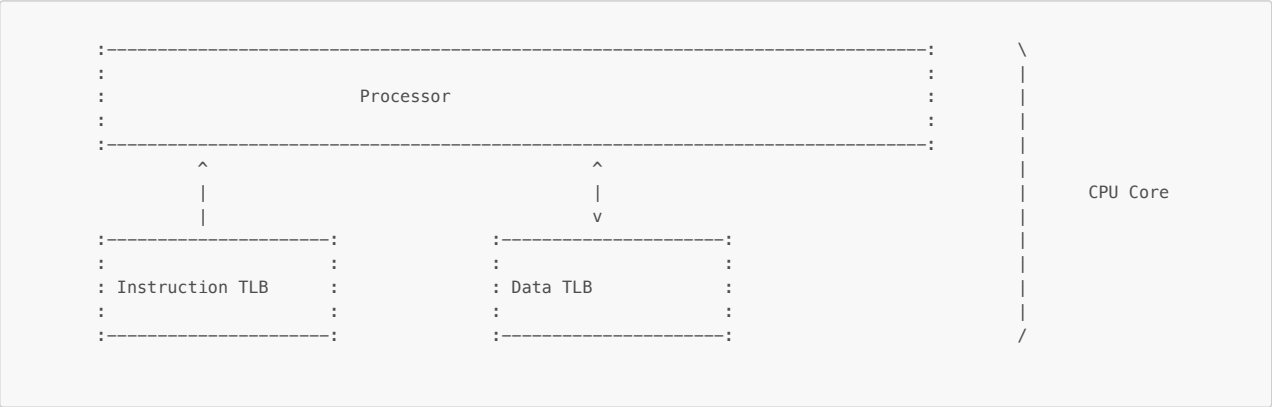 Processor
CPU Core
Instruction TLB
Data TLB